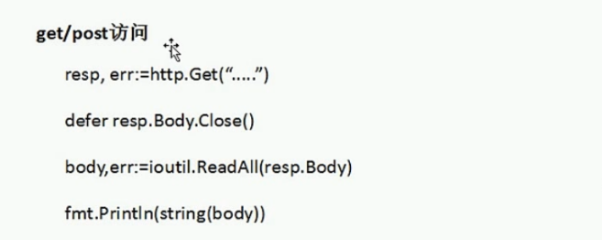 get/post访问
resp, err:=http.Get(“.....”)
defer resp.Body.Close()
body,err:=ioutil.ReadAll(resp.Body)
fmt.Println(string(body))